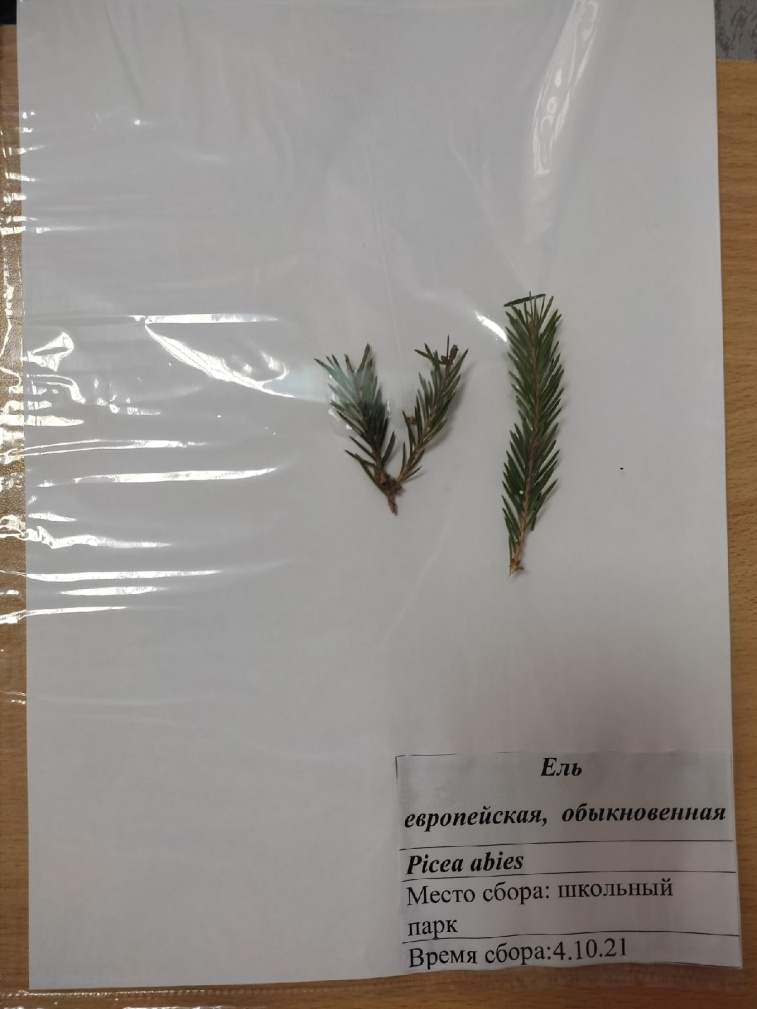 Ель
европейская, обыкновенная
Picea abies
Место сбора: школьный
парк
Время сбора:4.10.21